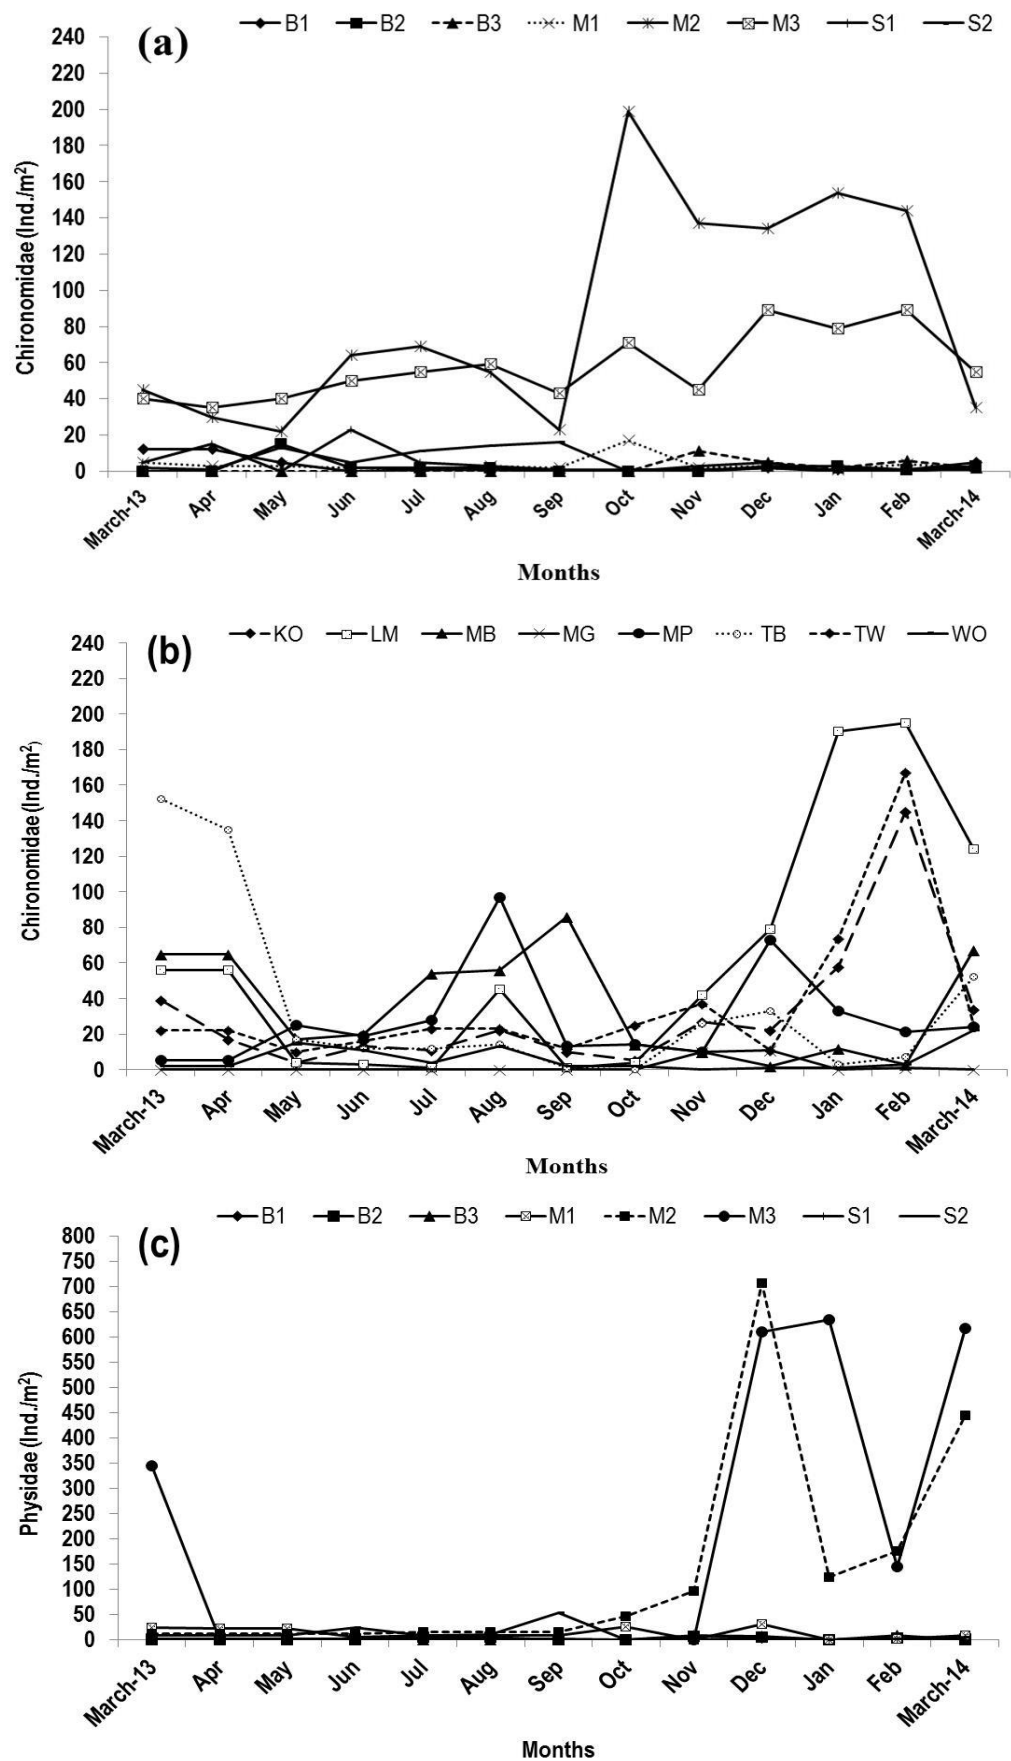 B1 B2 B3 M1 M2 M3 S1 S2
(a)
240
220
200
180
160
140
120
100
80
60
40
20
0
Chironomidae (Ind./m²)
March-13 Apr May Jun Jul Aug Sep Oct Nov Dec Jan Feb March-14
Months
KO LM MB MG MP TB TW WO
(b)
240
220
200
180
160
140
120
100
80
60
40
20
0
Chironomidae (Ind./m²)
March-13 Apr May Jun Jul Aug Sep Oct Nov Dec Jan Feb March-14
Months
B1 B2 B3 M1 M2 M3 S1 S2
(c)
800
750
700
650
600
550
500
450
400
350
300
250
200
150
100
50
0
Physidae (Ind./m²)
March-13 Apr May Jun Jul Aug Sep Oct Nov Dec Jan Feb March-14
Months